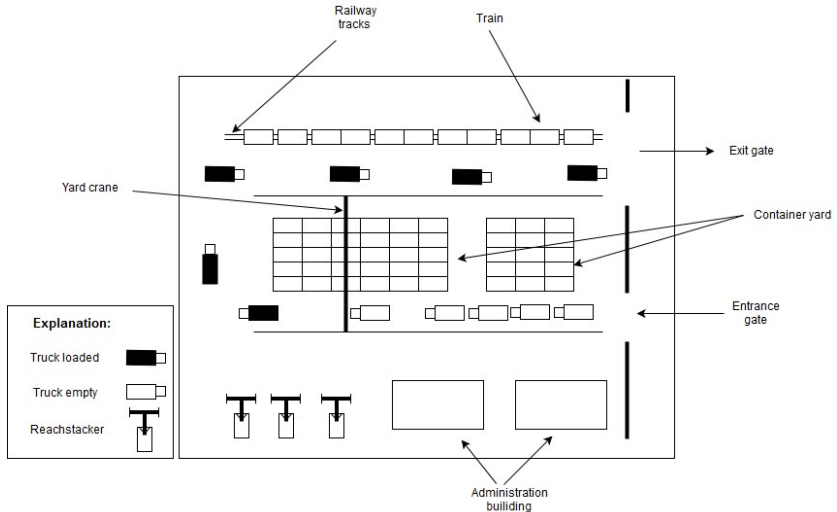 Railway
tracks
Train
Exit gate
Yard crane
Container yard
Entrance
gate
Explanation:
Truck loaded
Truck empty
Reachstacker
Administration
builiding